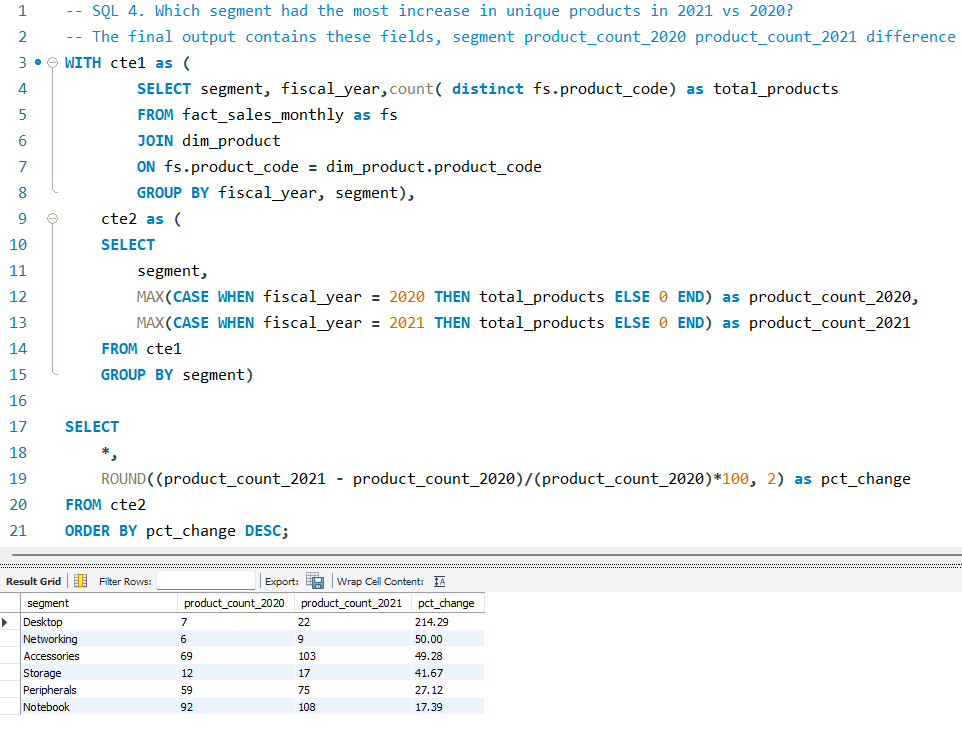 1 -- SQL 4. Which segment had the most increase in unique products in 2021 vs 2020?
2 -- The final output contains these fields, segment product_count_2020 product_count_2021 difference
3 WITH cte1 as (
4 SELECT segment, fiscal_year,count( distinct fs.product_code) as total_products
5 FROM fact_sales_monthly as fs
6 JOIN dim_product
7 ON fs.product_code = dim_product.product_code
8 GROUP BY fiscal_year, segment),
9 cte2 as (
10 SELECT
11 segment,
12 MAX(CASE WHEN fiscal_year = 2020 THEN total_products ELSE 0 END) as product_count_2020,
13 MAX(CASE WHEN fiscal_year = 2021 THEN total_products ELSE 0 END) as product_count_2021
14 FROM cte1
15 GROUP BY segment)
16
17 SELECT
18 *,
19 ROUND((product_count_2021 - product_count_2020)/(product_count_2020)*100, 2) as pct_change
20 FROM cte2
21 ORDER BY pct_change DESC;
Result Grid Filter Rows: Export: Wrap Cell Content: IA
segment product_count_2020 product_count_2021 pct_change
Desktop 7 22 214.29
Networking 6 9 50.00
Accessories 69 103 49.28
Storage 12 17 41.67
Peripherals 59 75 27.12
Notebook 92 108 17.39